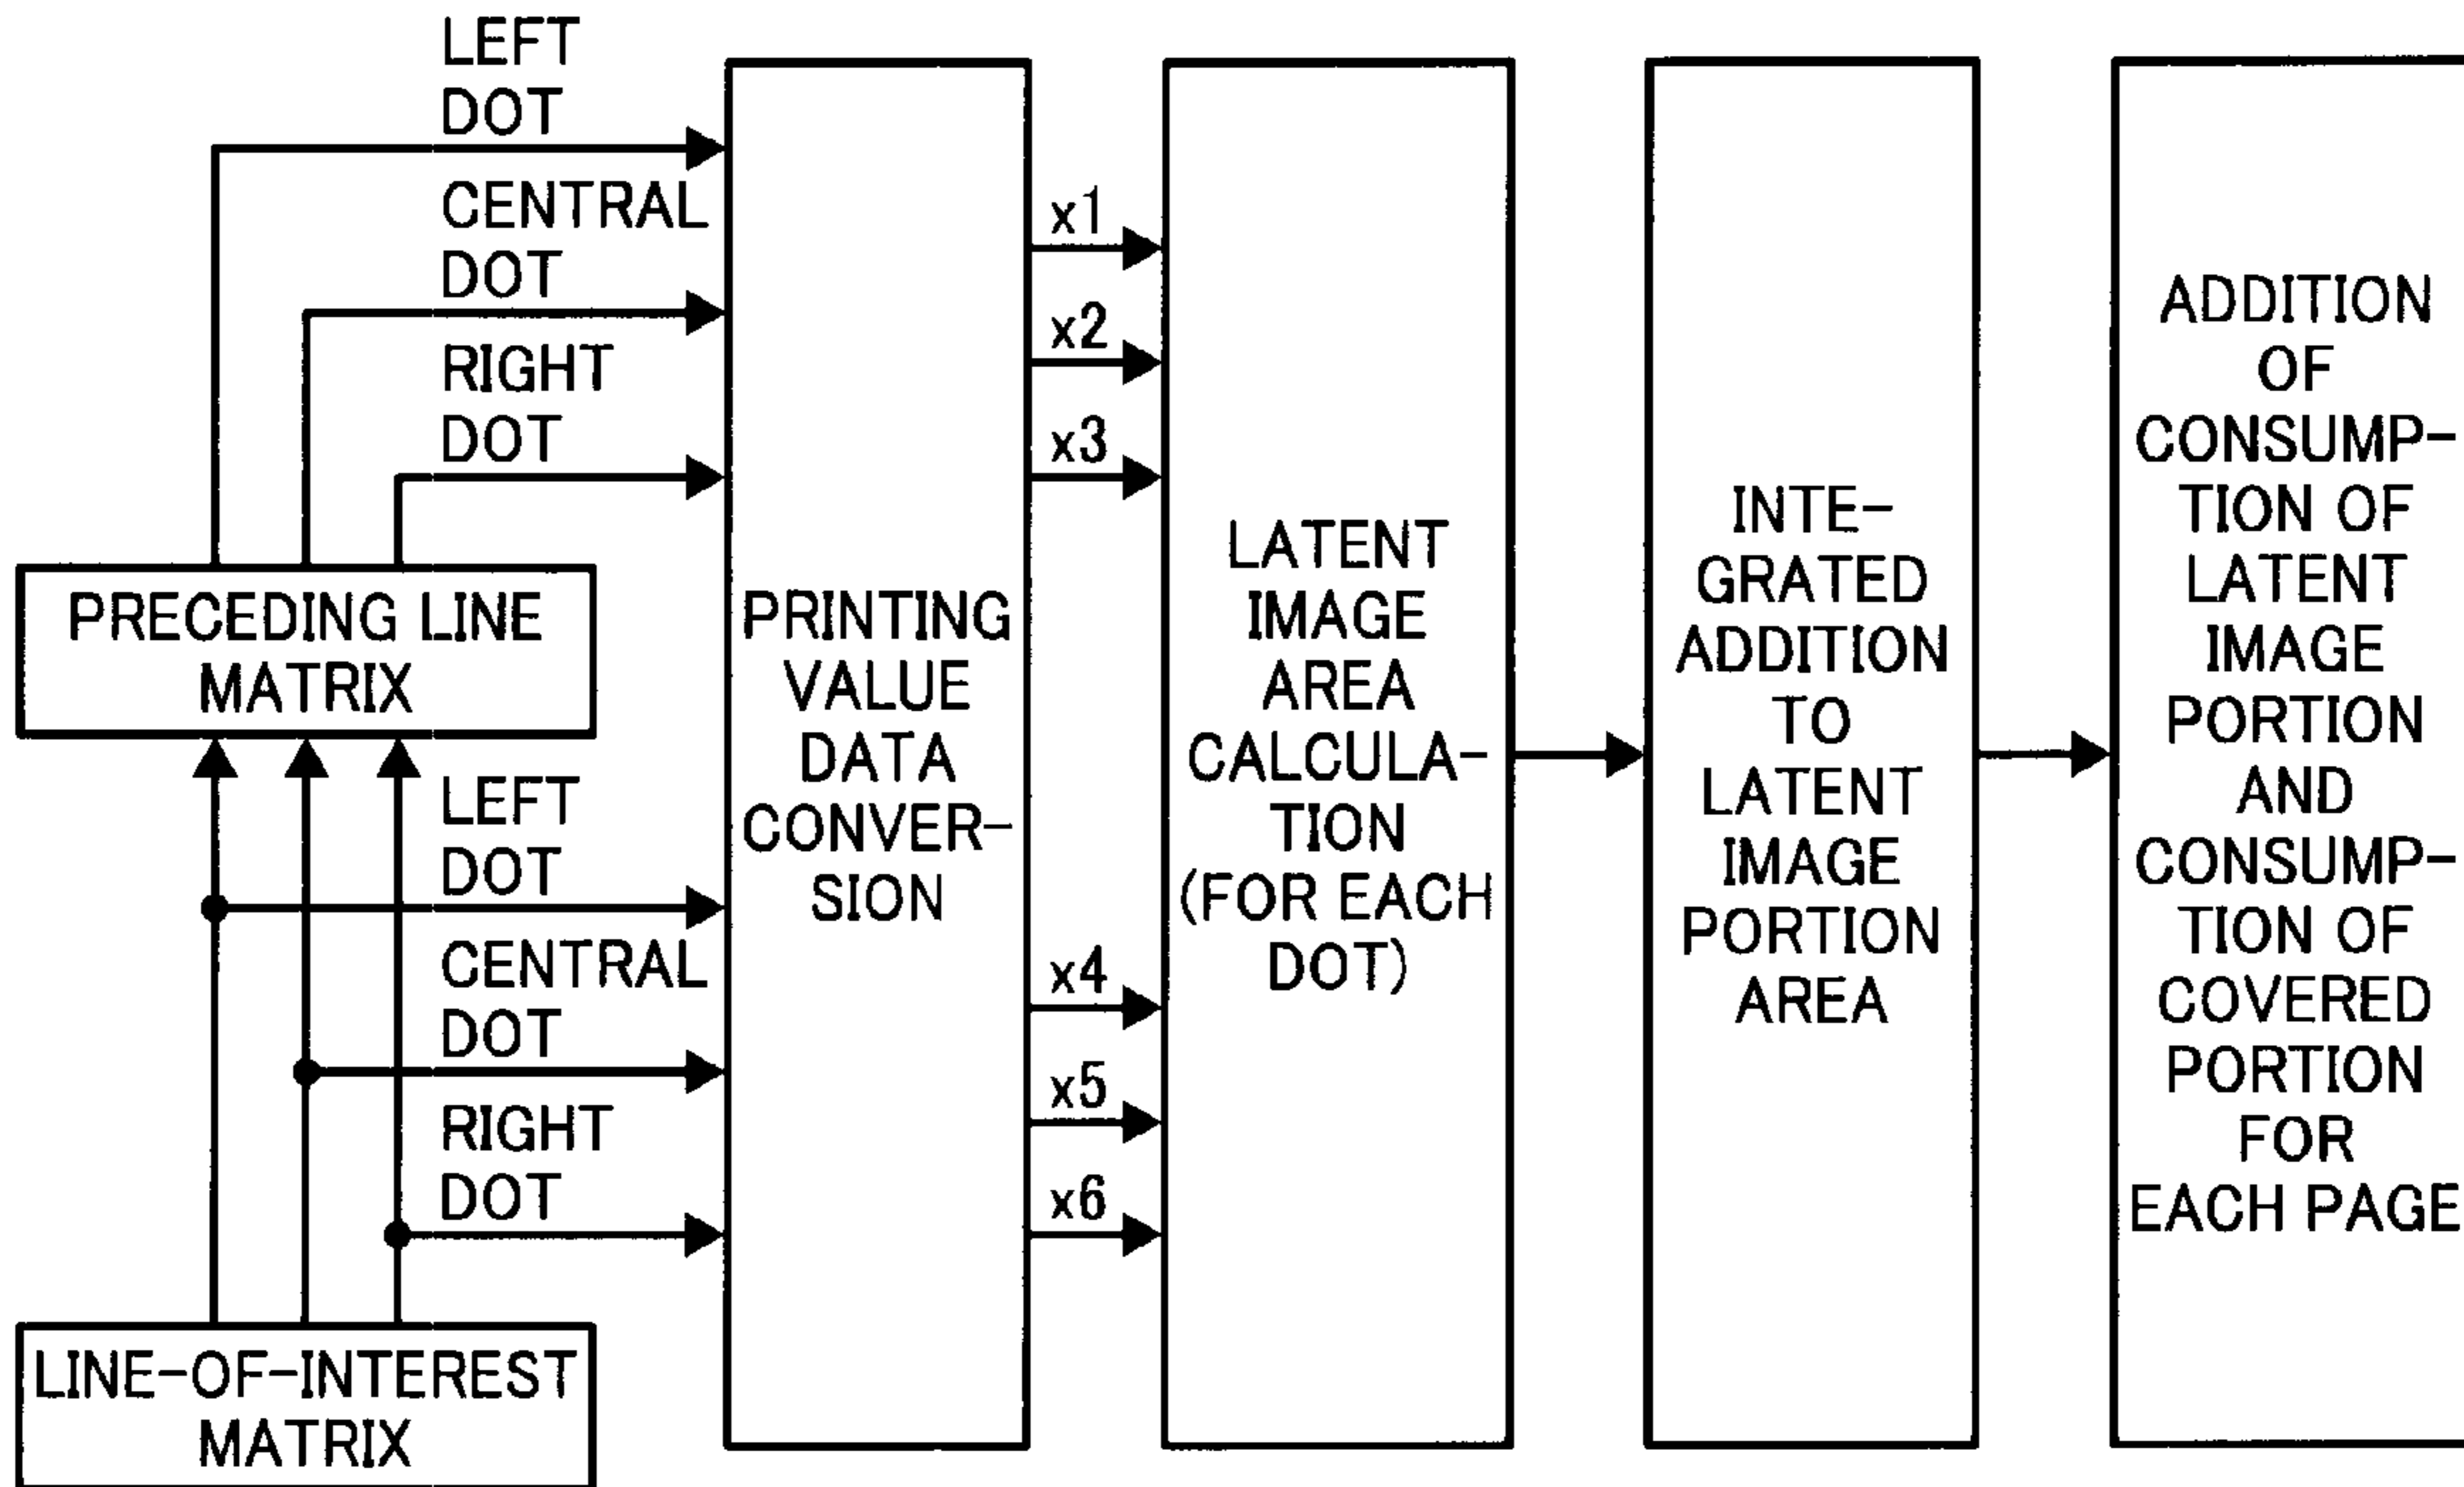 LEFT
DOT
CENTRAL
DOT
RIGHT
DOT
PRECEDING LINE
MATRIX
LEFT
DOT
CENTRAL
DOT
RIGHT
DOT
LINE-OF-INTEREST
MATRIX
PRINTING
VALUE
DATA
CONVER-
SION
x1
x2
x3
x4
x5
x6
LATENT
IMAGE
AREA
CALCULA-
TION
(FOR EACH
DOT)
INTE-
GRATED
ADDITION
TO
LATENT
IMAGE
PORTION
AREA
ADDITION
OF
CONSUMP-
TION OF
LATENT
IMAGE
PORTION
AND
CONSUMP-
TION OF
COVERED
PORTION
FOR
EACH PAGE